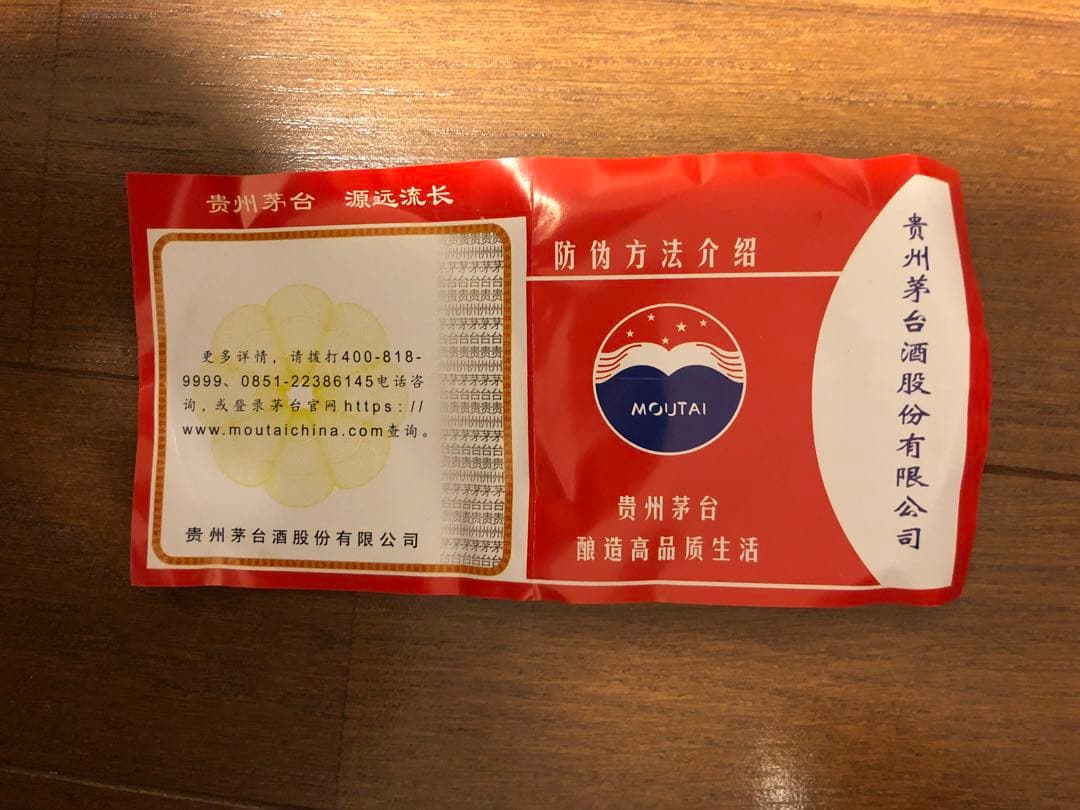 贵州茅台 源远流长
更多详情,请拨打400-818-
9999、0851-22386145电话咨
询,或登录茅台官网https://
www.moutaichina.com查询。
贵州茅台酒股份有限公司
防伪方法介绍
MOUTAI
贵州茅台
酿造高品质生活
贵州茅台酒股份有限公司